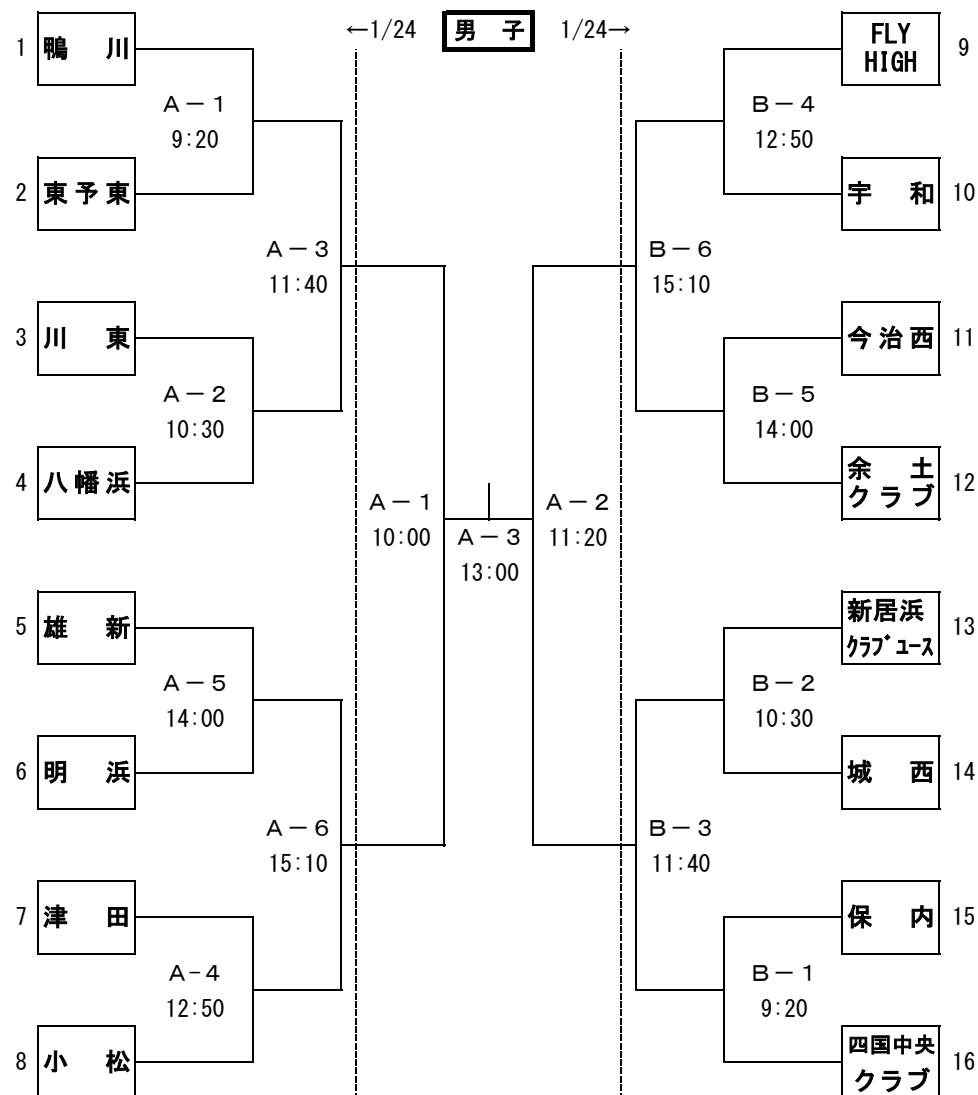 ←1/24 男 子 1/24→
1 鴨 川
A－1
9:20
2 東予東
A－3
11:40
3 川 東
A－2
10:30
4 八幡浜
A－1
10:00
5 雄 新
A－5
14:00
6 明 浜
A－6
15:10
7 津 田
A-4
12:50
8 小 松
A－3
13:00
FLY
HIGH 9
B－4
12:50
宇 和 10
B－6
15:10
今治西 11
B－5
14:00
余 土
クラブ 12
A－2
11:20
新居浜
クラブユース 13
B－2
10:30
城 西 14
B－3
11:40
保 内 15
B－1
9:20
四国中央
クラブ 16